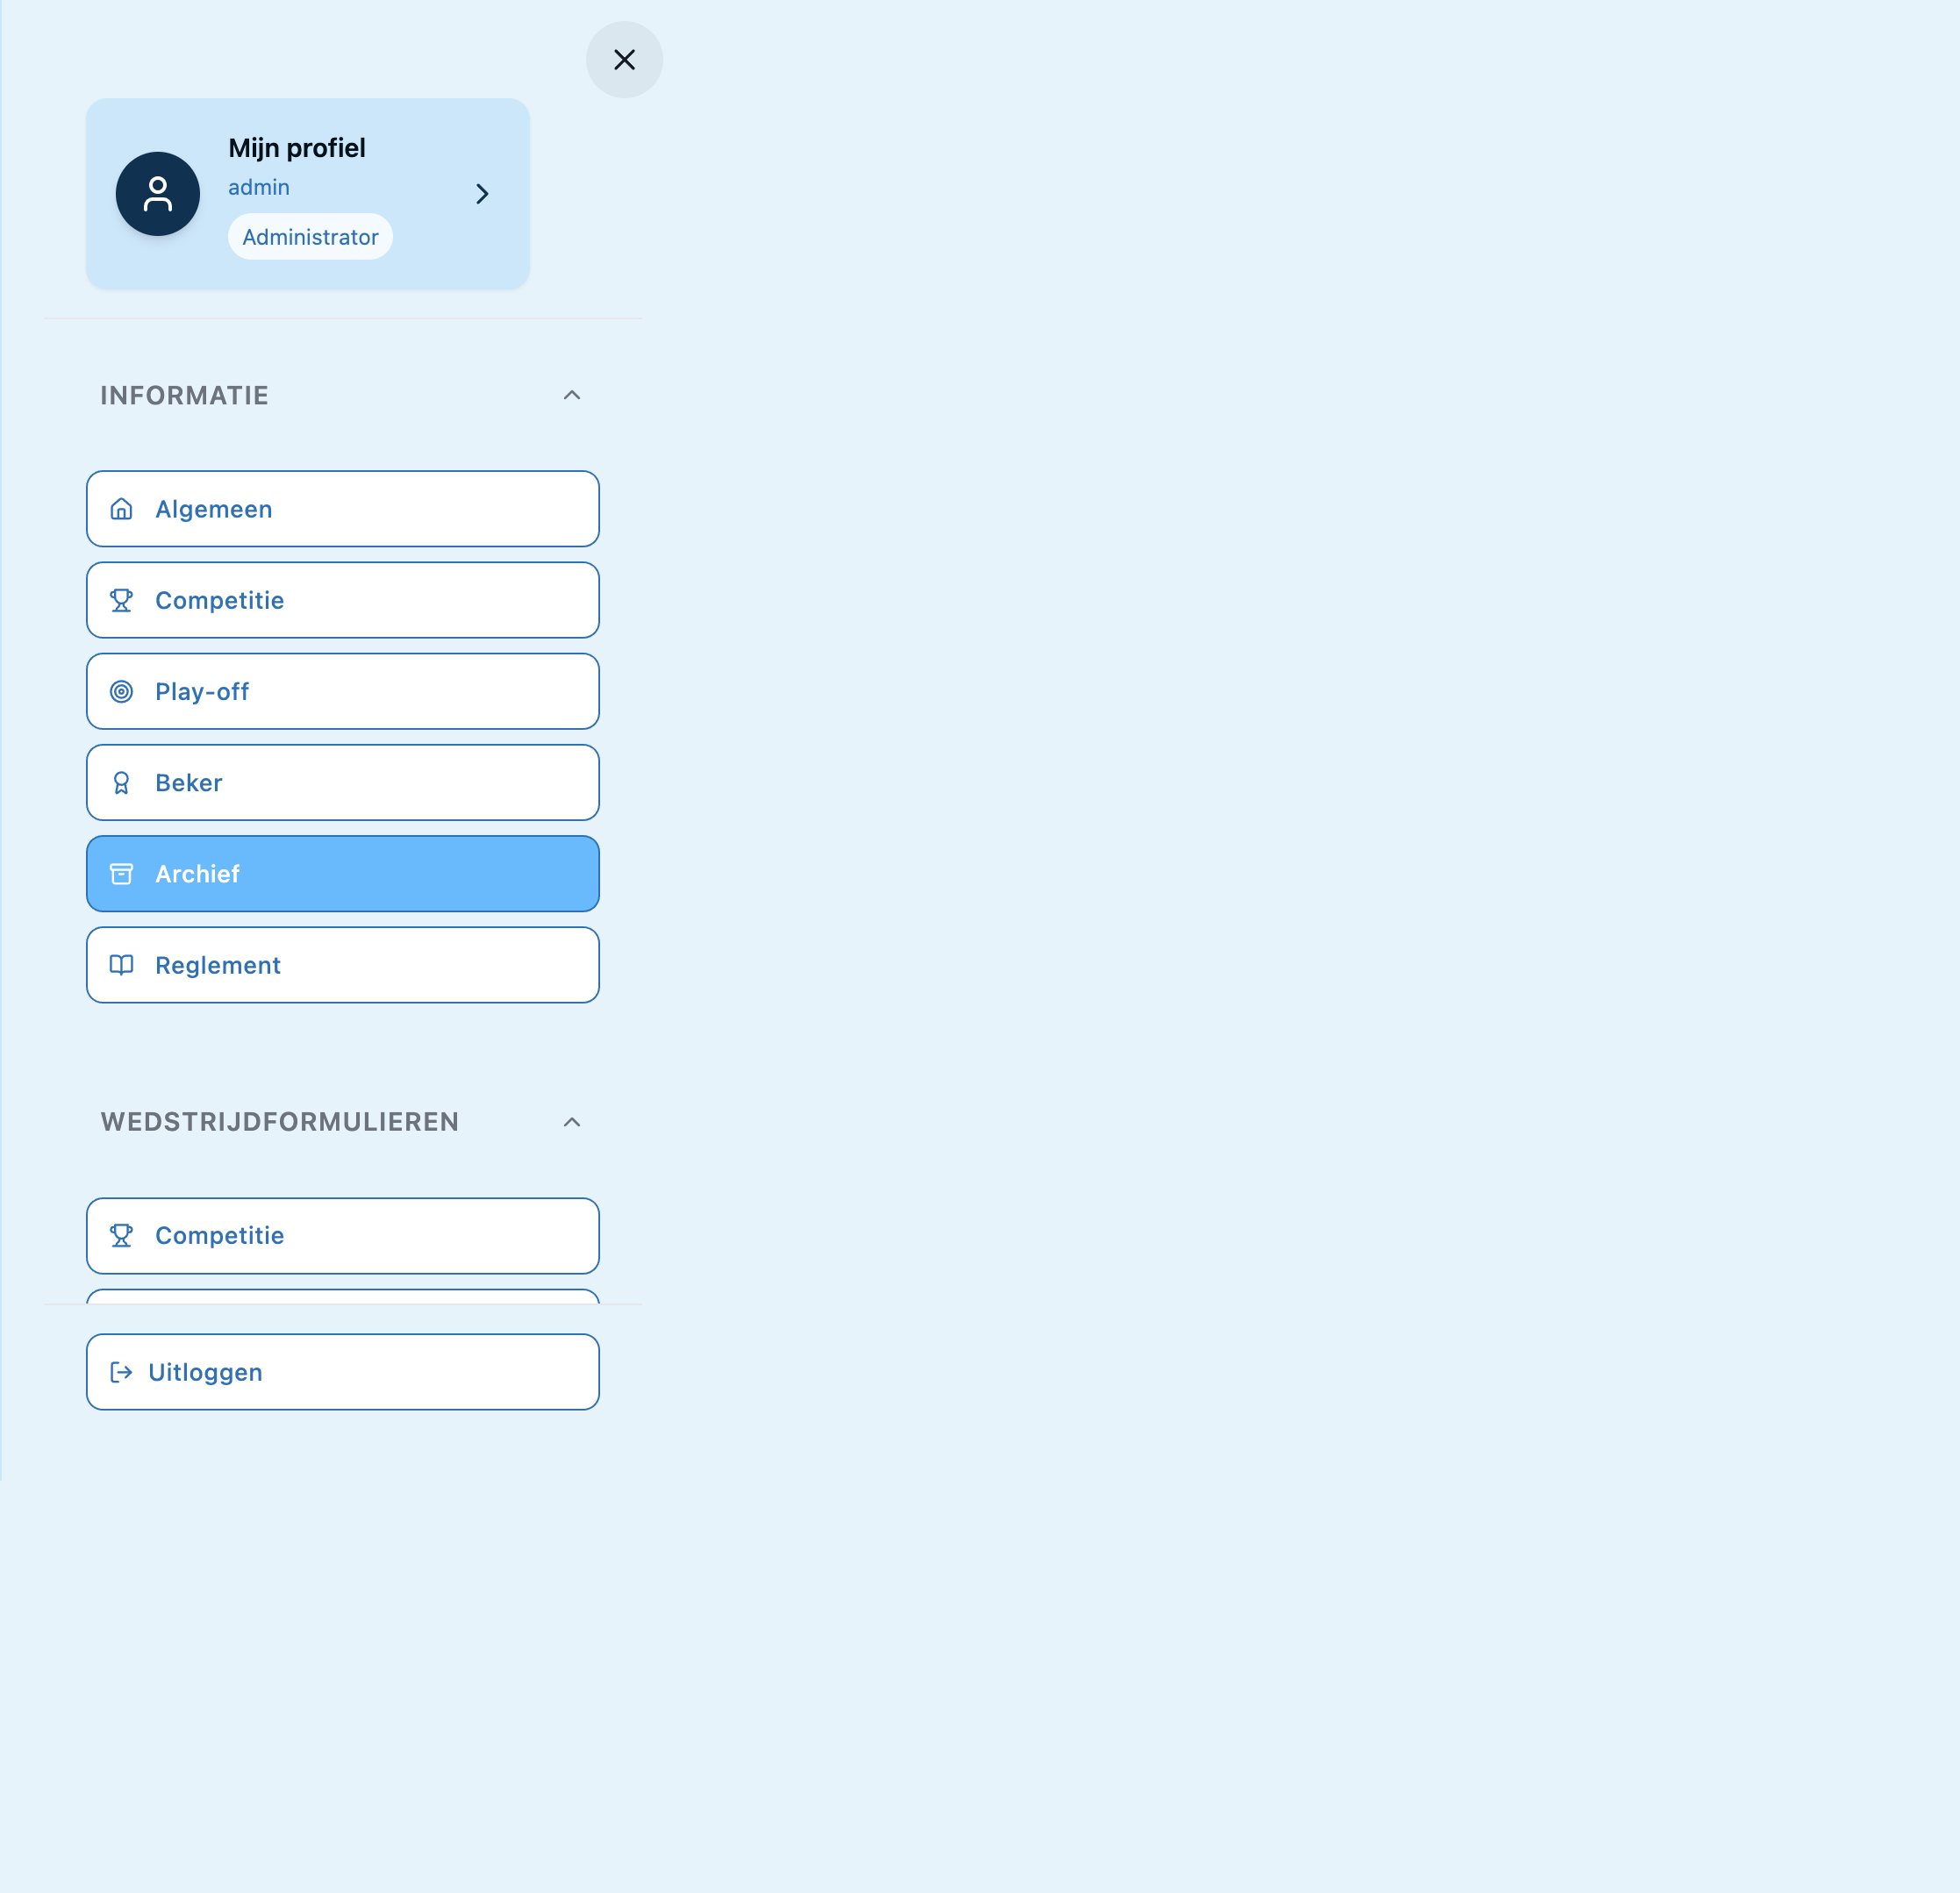 Mijn profiel
admin
Administrator
INFORMATIE
Algemeen
Competitie
Play-off
Beker
Archief
Reglement
WEDSTRIJDFORMULIEREN
Competitie
Uitloggen